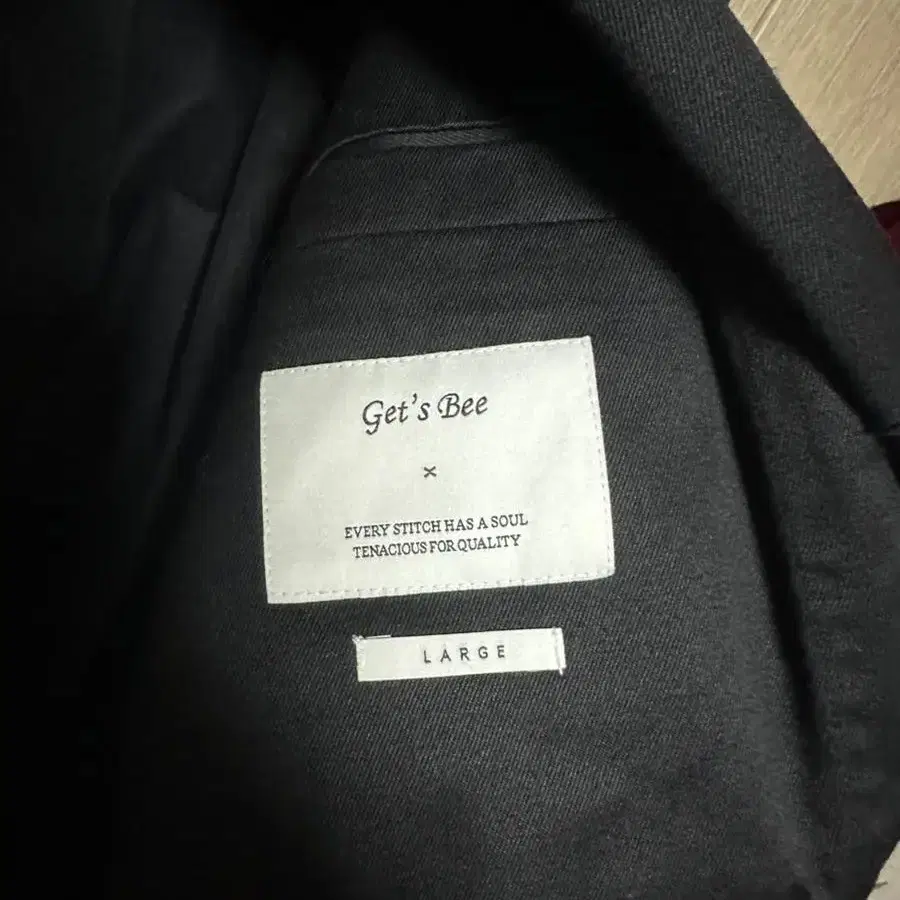 Get's Bee
×
EVERY STITCH HAS A SOUL
TENACIOUS FOR QUALITY
LARGE